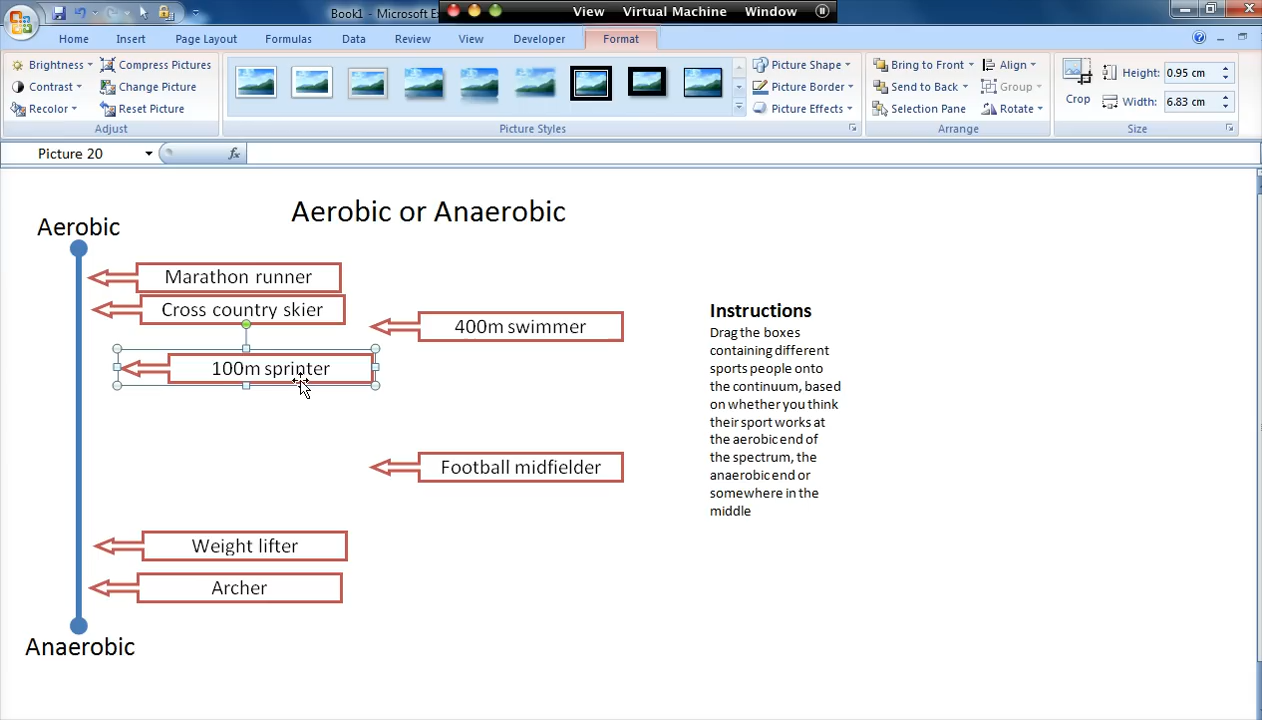 Book1 - Microsoft E
View Virtual Machine Window
Home Insert Page Layout Formulas Data Review View Developer Format
Brightness Compress Pictures
Contrast Change Picture
Recolor Reset Picture
Adjust
Picture Styles
Picture Shape
Picture Border
Picture Effects
Bring to Front Align
Send to Back Group
Selection Pane Rotate
Arrange
Crop
Height: 0.95 cm
Width: 6.83 cm
Size
Picture 20
fx
Aerobic or Anaerobic
Aerobic
Marathon runner
Cross country skier
400m swimmer
100m sprinter
Football midfielder
Weight lifter
Archer
Anaerobic
Instructions
Drag the boxes
containing different
sports people onto
the continuum, based
on whether you think
their sport works at
the aerobic end of
the spectrum, the
anaerobic end or
somewhere in the
middle